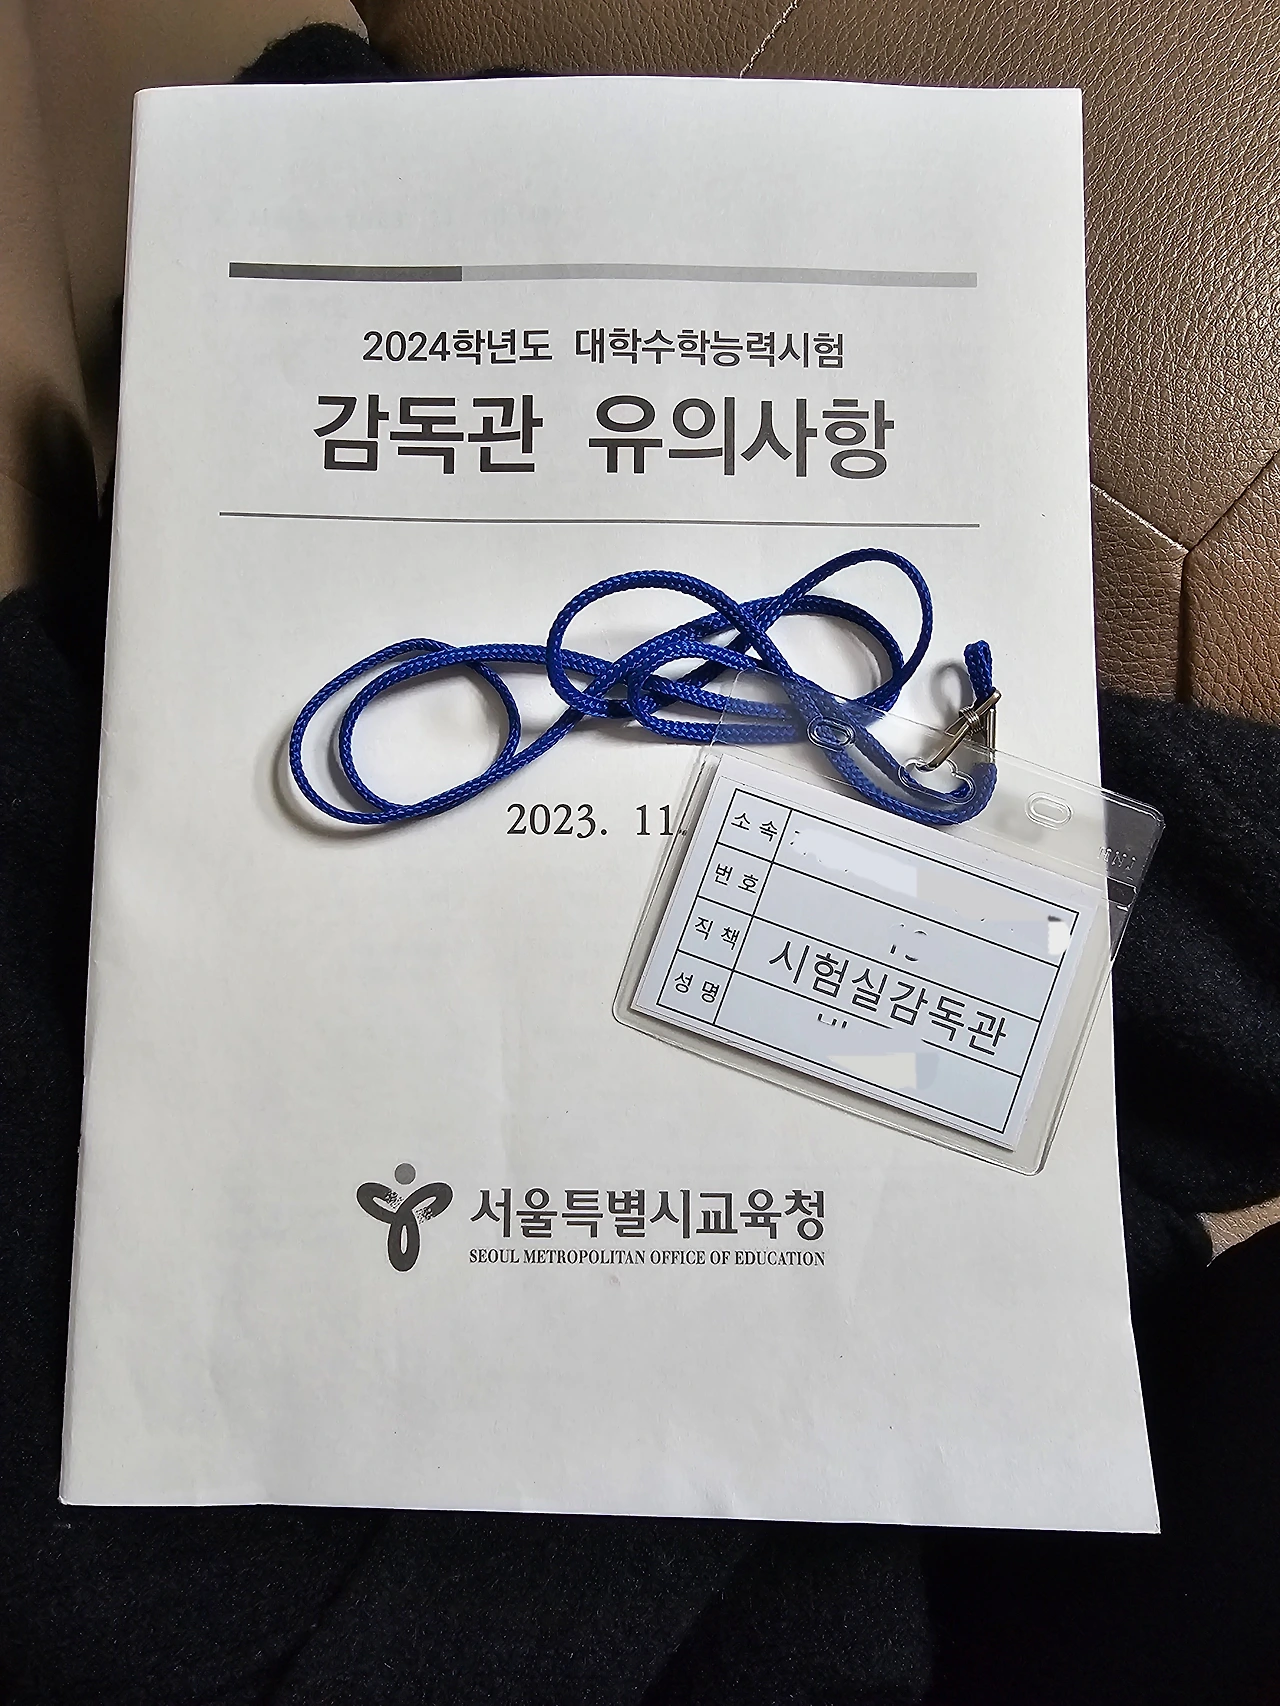 2024학년도 대학수학능력시험
감독관 유의사항
2023. 11.
소 속
번 호
직 책 시험실감독관
성 명
서울특별시교육청
SEOUL METROPOLITAN OFFICE OF EDUCATION